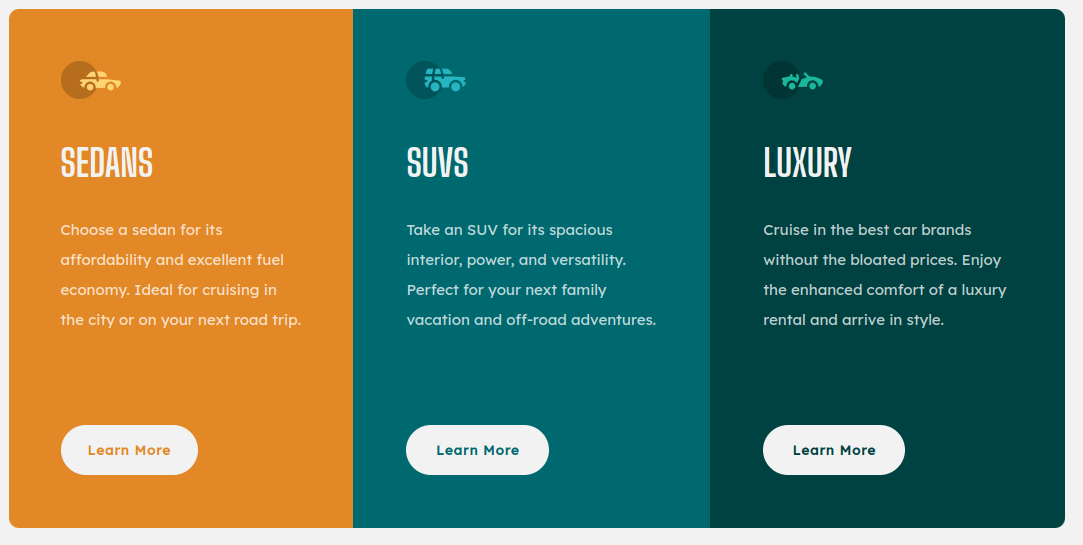 SEDANS
Choose a sedan for its
affordability and excellent fuel
economy. Ideal for cruising in
the city or on your next road trip.
Learn More
SUVS
Take an SUV for its spacious
interior, power, and versatility.
Perfect for your next family
vacation and off-road adventures.
Learn More
LUXURY
Cruise in the best car brands
without the bloated prices. Enjoy
the enhanced comfort of a luxury
rental and arrive in style.
Learn More